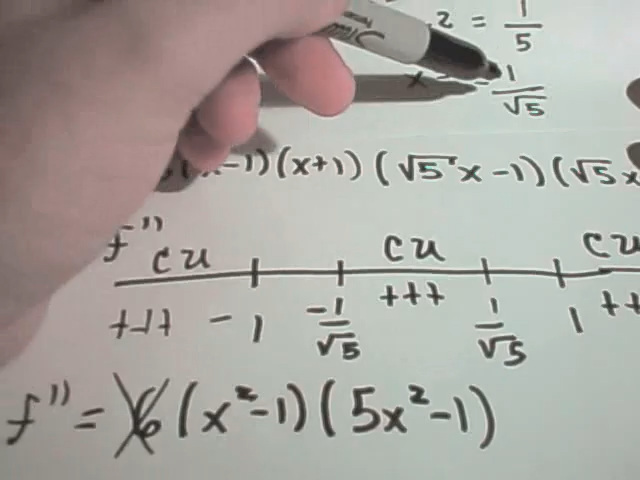 2 = 1/5
x = 1/√5
(x-1)(x+1)(√5 x-1)(√5x
f''
cu cu cu
+++ -1 -1/√5 +++ 1/√5 1 ++
f'' = 6(x²-1)(5x²-1)